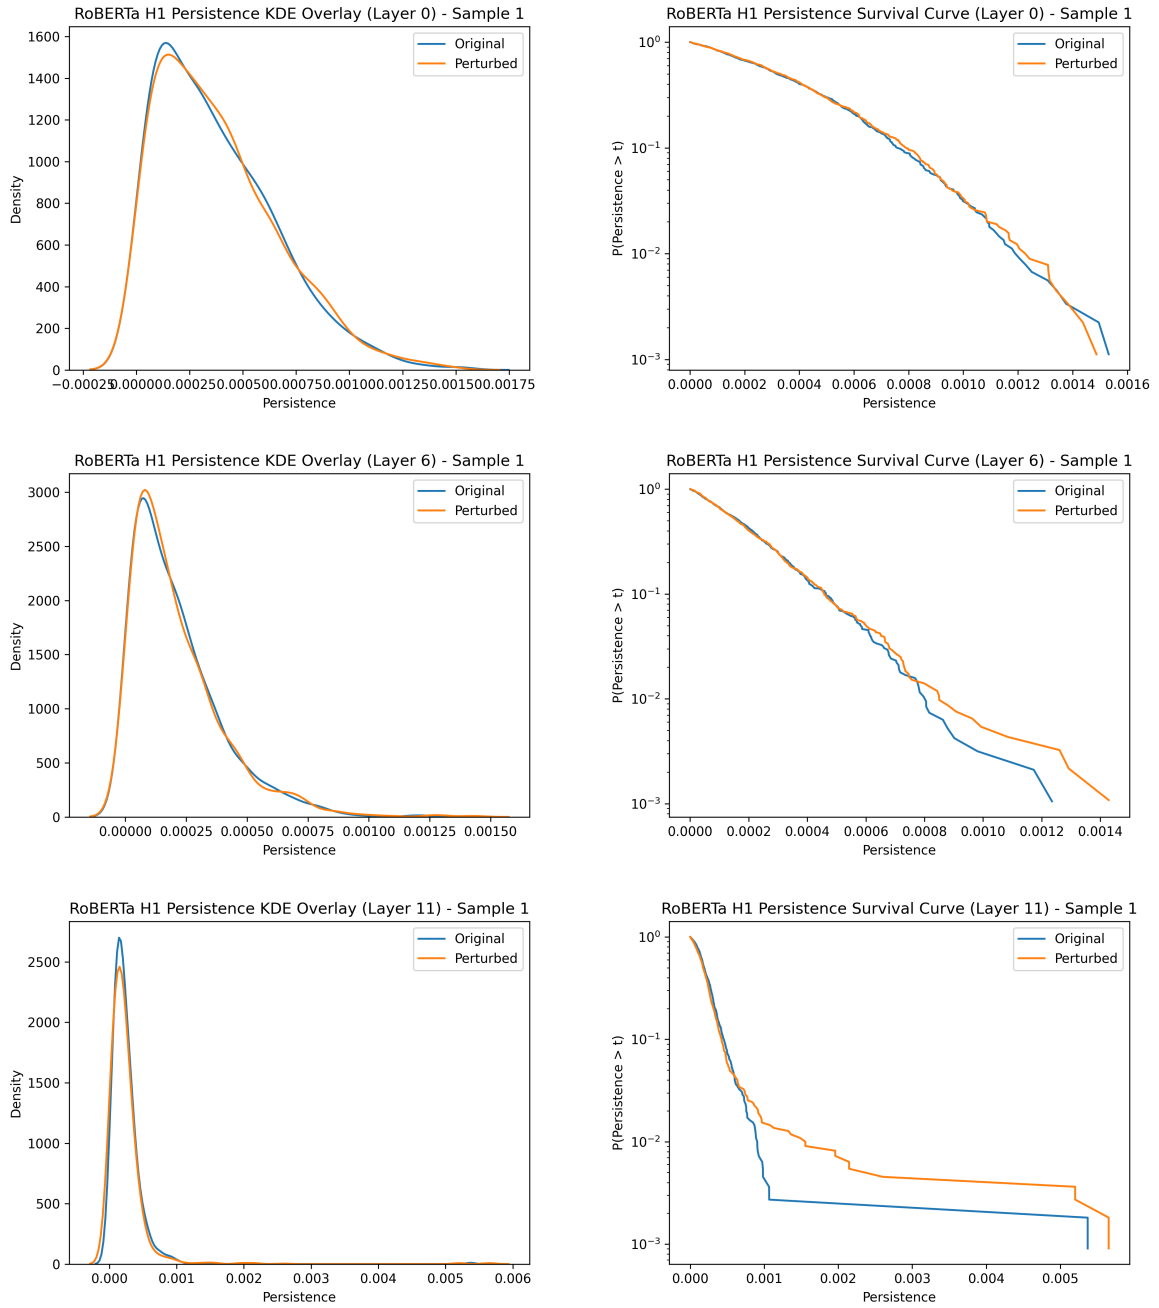 RoBERTa H1 Persistence KDE Overlay (Layer 0) - Sample 1
1600
1400
1200
1000
800
600
400
200
0
Density
Original
Perturbed
−0.00025 0.00000 0.00025 0.00050 0.00075 0.00100 0.00125 0.00150 0.00175
Persistence
RoBERTa H1 Persistence Survival Curve (Layer 0) - Sample 1
10⁰
10⁻¹
10⁻²
10⁻³
P(Persistence > t)
Original
Perturbed
0.0000 0.0002 0.0004 0.0006 0.0008 0.0010 0.0012 0.0014 0.0016
Persistence
RoBERTa H1 Persistence KDE Overlay (Layer 6) - Sample 1
3000
2500
2000
1500
1000
500
0
Density
Original
Perturbed
0.00000 0.00025 0.00050 0.00075 0.00100 0.00125 0.00150
Persistence
RoBERTa H1 Persistence Survival Curve (Layer 6) - Sample 1
10⁰
10⁻¹
10⁻²
10⁻³
P(Persistence > t)
Original
Perturbed
0.0000 0.0002 0.0004 0.0006 0.0008 0.0010 0.0012 0.0014
Persistence
RoBERTa H1 Persistence KDE Overlay (Layer 11) - Sample 1
2500
2000
1500
1000
500
0
Density
Original
Perturbed
0.000 0.001 0.002 0.003 0.004 0.005 0.006
Persistence
RoBERTa H1 Persistence Survival Curve (Layer 11) - Sample 1
10⁰
10⁻¹
10⁻²
10⁻³
P(Persistence > t)
Original
Perturbed
0.000 0.001 0.002 0.003 0.004 0.005
Persistence